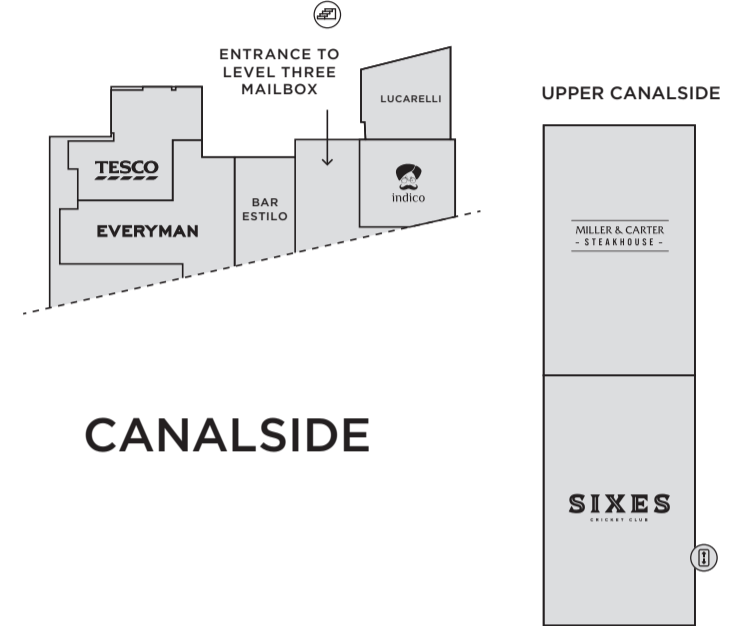 ENTRANCE TO
LEVEL THREE
MAILBOX
LUCARELLI
UPPER CANALSIDE
TESCO
indico
BAR
ESTILO
EVERYMAN
MILLER & CARTER
- STEAKHOUSE -
CANALSIDE
SIXES
CRICKET CLUB